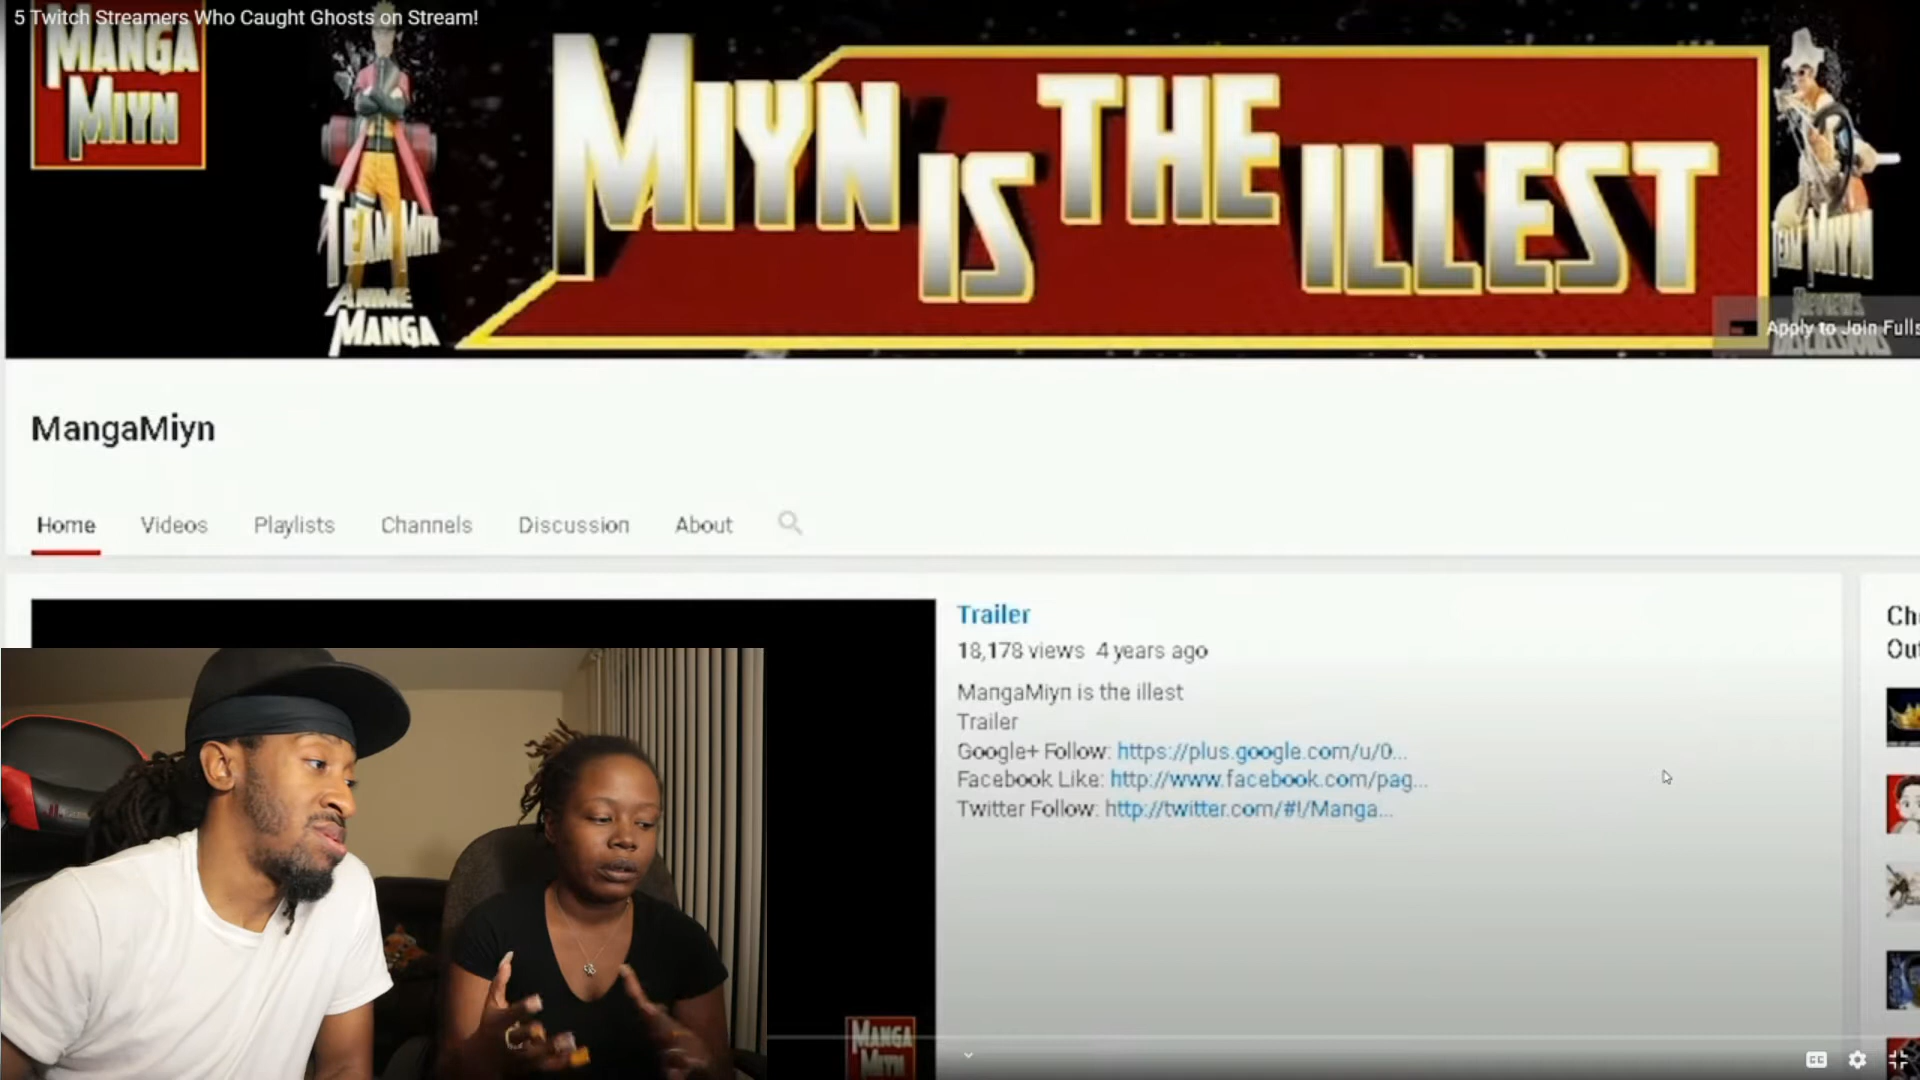 5 Twitch Streamers Who Caught Ghosts on Stream!
MANGA
MIYN
TEAM MIYN
ANIME
MANGA
MIYN IS THE ILLEST
TEAM MIYN
REVIEWS
DISCUSSIONS
Apply to Join Fulls
MangaMiyn
Home Videos Playlists Channels Discussion About
Trailer
18,178 views 4 years ago
MangaMiyn is the illest
Trailer
Google+ Follow: https://plus.google.com/u/0...
Facebook Like: http://www.facebook.com/pag...
Twitter Follow: http://twitter.com/#!/Manga...
Ch
Out
MANGA
MIYN
CC